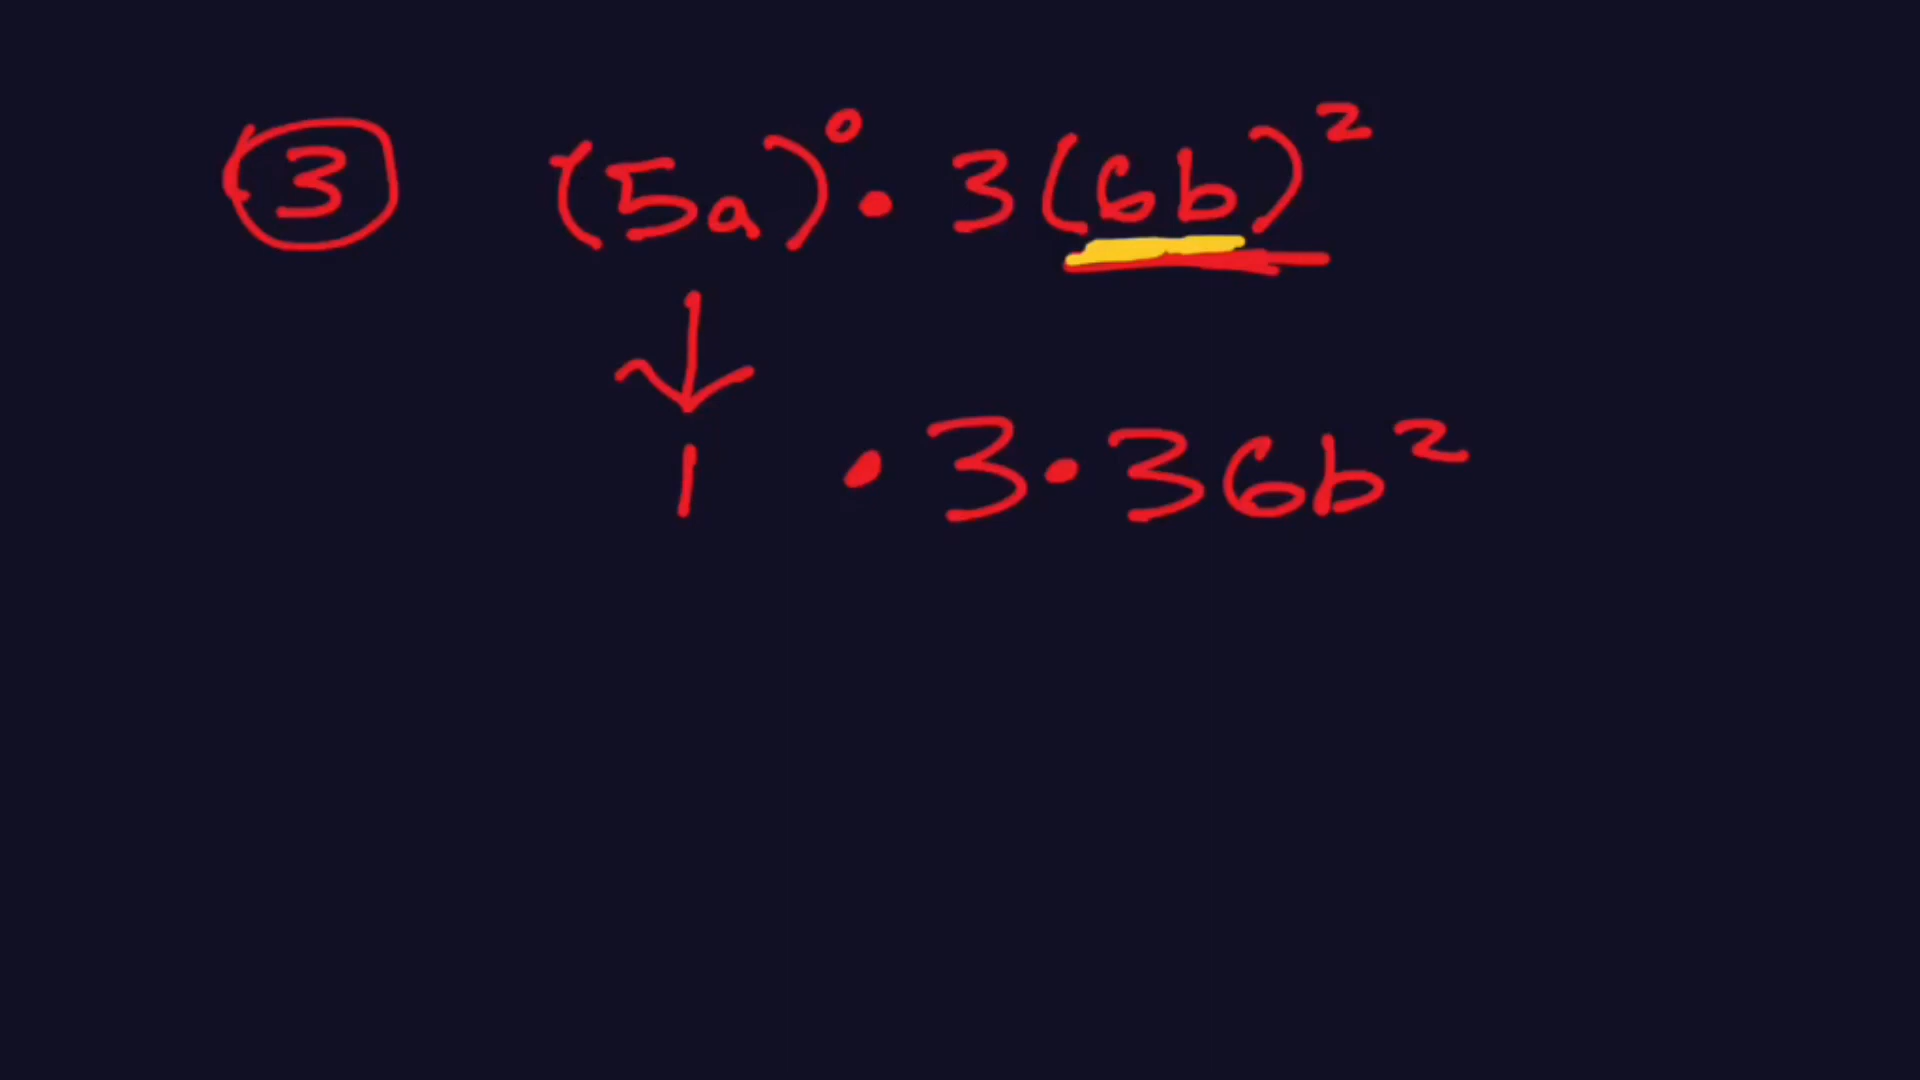 ③ (5a)⁰ · 3(6b)²
1 · 3 · 36b²